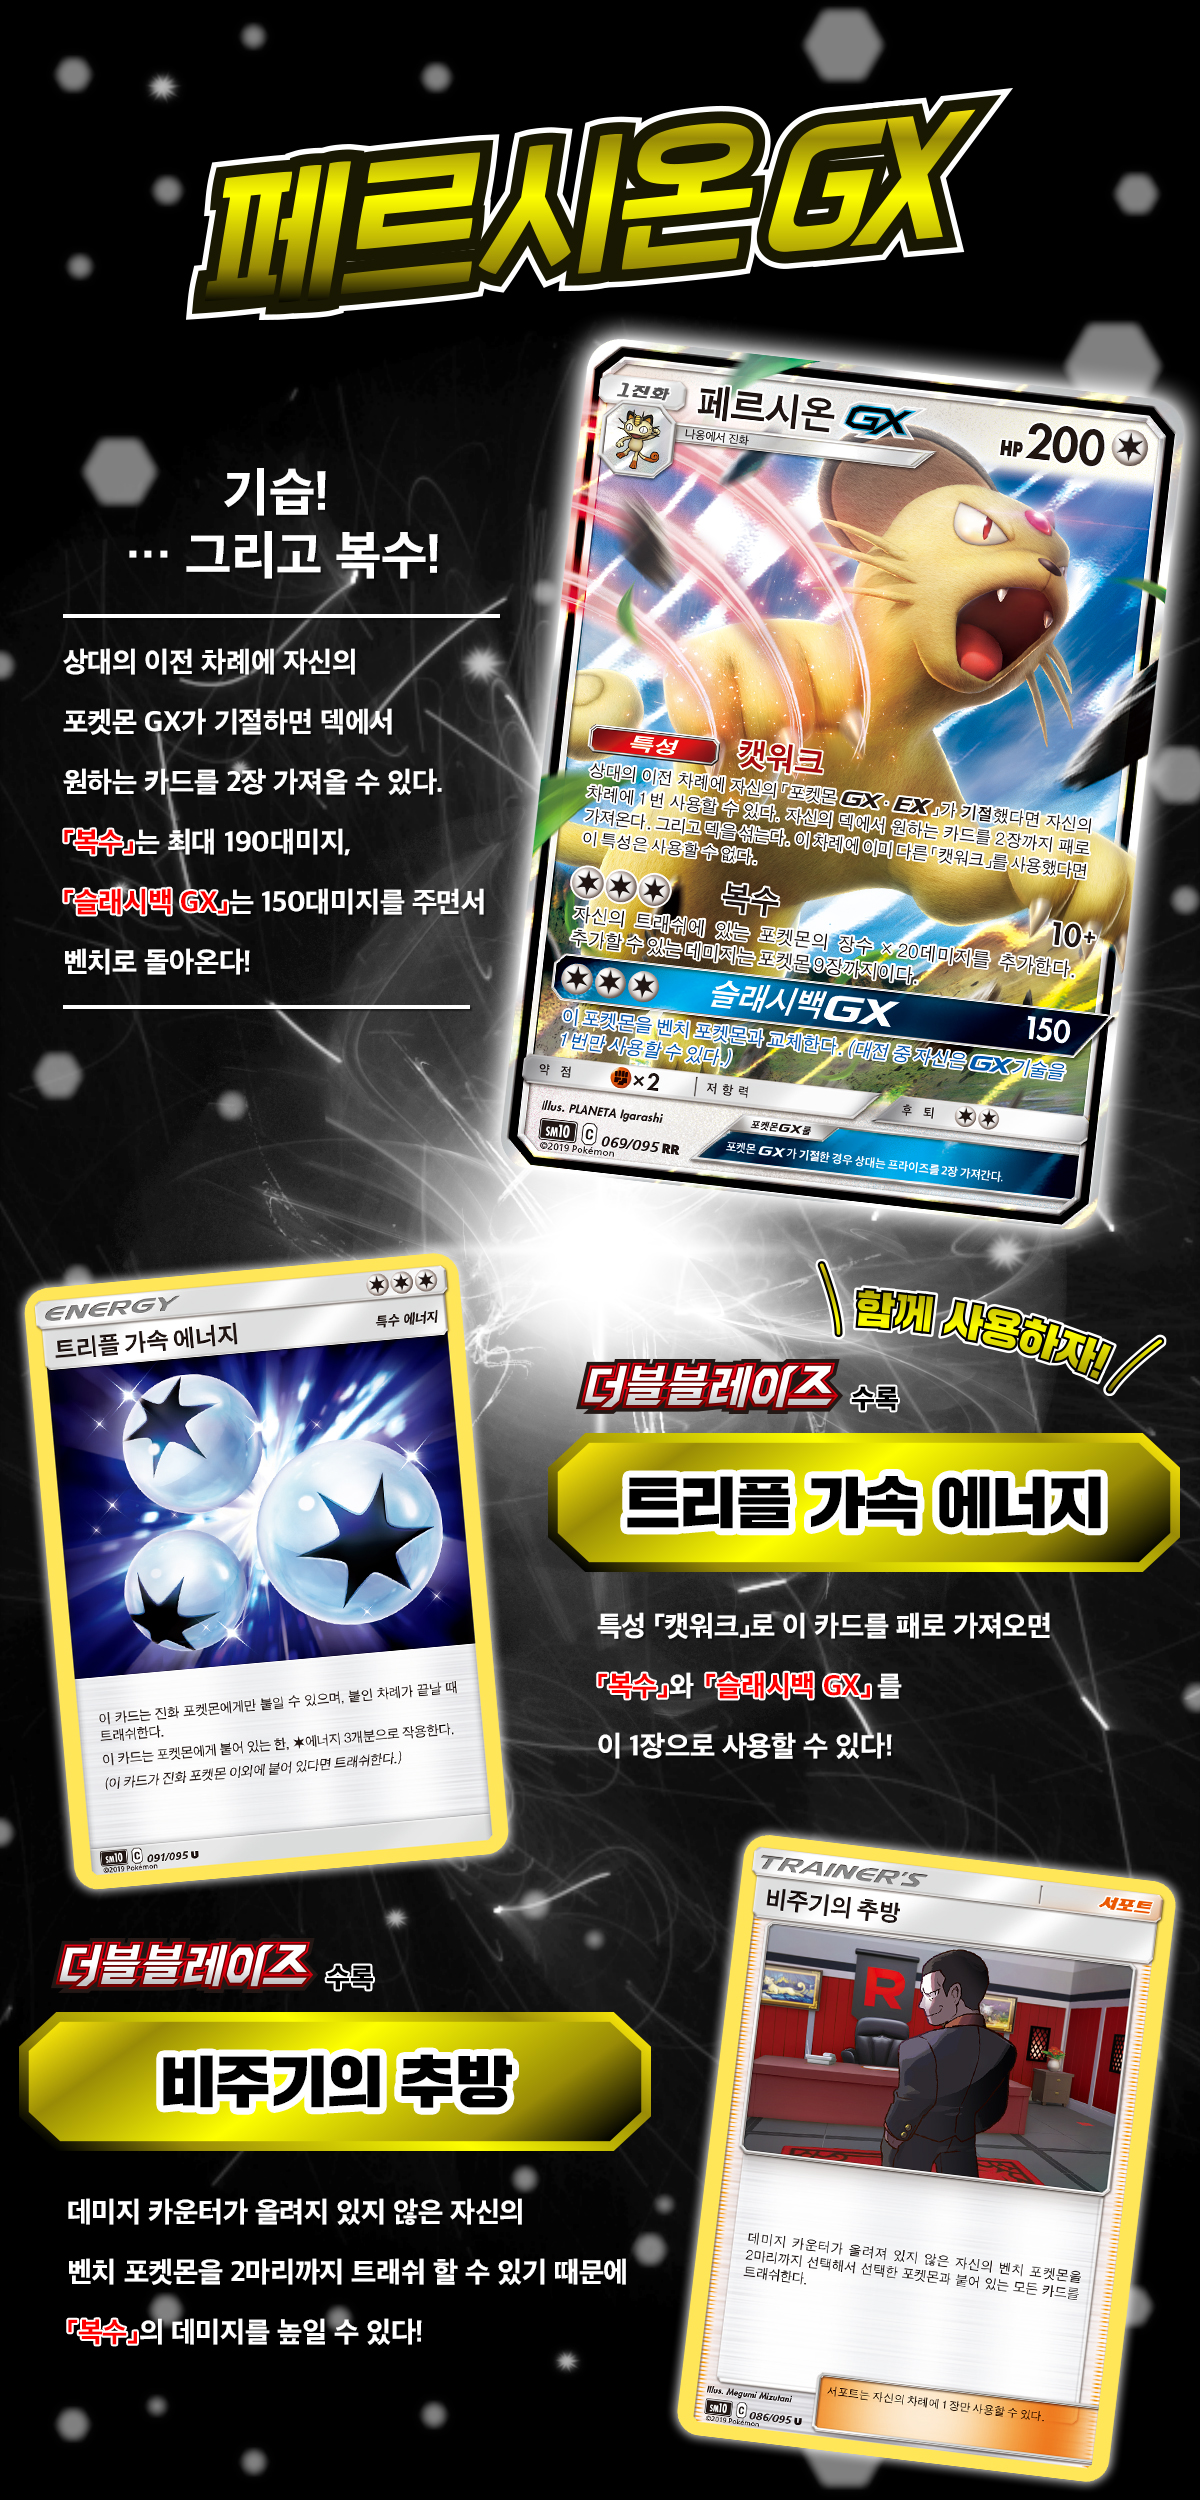 페르시온 GX
기습!
… 그리고 복수!
상대의 이전 차례에 자신의
포켓몬 GX가 기절하면 덱에서
원하는 카드를 2장 가져올 수 있다.
「복수」는 최대 190대미지,
「슬래시백 GX」는 150대미지를 주면서
벤치로 돌아온다!
1진화
페르시온 GX
HP 200
나옹에서 진화
특성 캣워크
상대의 이전 차례에 자신의 「포켓몬 GX · EX」가 기절했다면 자신의
차례에 1번 사용할 수 있다. 자신의 덱에서 원하는 카드를 2장까지 패로
가져온다. 그리고 덱을 섞는다. 이 차례에 이미 다른 「캣워크」를 사용했다면
이 특성은 사용할 수 없다.
복수 10+
자신의 트래쉬에 있는 포켓몬의 장수 ×20데미지를 추가한다.
추가할 수 있는 데미지는 포켓몬 9장까지이다.
슬래시백GX 150
이 포켓몬을 벤치 포켓몬과 교체한다. (대전 중 자신은 GX기술을
1번만 사용할 수 있다.)
약점 ×2 저항력 후퇴
Illus. PLANETA Igarashi
SM10 C 069/095 RR
©2019 Pokémon
포켓몬GX룰
포켓몬 GX가 기절한 경우 상대는 프라이즈를 2장 가져간다.
ENERGY
트리플 가속 에너지
특수 에너지
이 카드는 진화 포켓몬에게만 붙일 수 있으며, 붙인 차례가 끝날 때
트래쉬한다.
이 카드는 포켓몬에게 붙어 있는 한, ✶에너지 3개분으로 작용한다.
(이 카드가 진화 포켓몬 이외에 붙어 있다면 트래쉬한다.)
SM10 C 091/095 U
©2019 Pokémon
함께 사용하자!
더블블레이즈 수록
트리플 가속 에너지
특성 「캣워크」로 이 카드를 패로 가져오면
「복수」와 「슬래시백 GX」를
이 1장으로 사용할 수 있다!
더블블레이즈 수록
비주기의 추방
데미지 카운터가 올려지 있지 않은 자신의
벤치 포켓몬을 2마리까지 트래쉬 할 수 있기 때문에
「복수」의 데미지를 높일 수 있다!
TRAINER'S
서포트
비주기의 추방
R
데미지 카운터가 올려져 있지 않은 자신의 벤치 포켓몬을
2마리까지 선택해서 선택한 포켓몬과 붙어 있는 모든 카드를
트래쉬한다.
Illus. Megumi Mizutani
SM10 C 086/095 U
©2019 Pokémon
서포트는 자신의 차례에 1장만 사용할 수 있다.